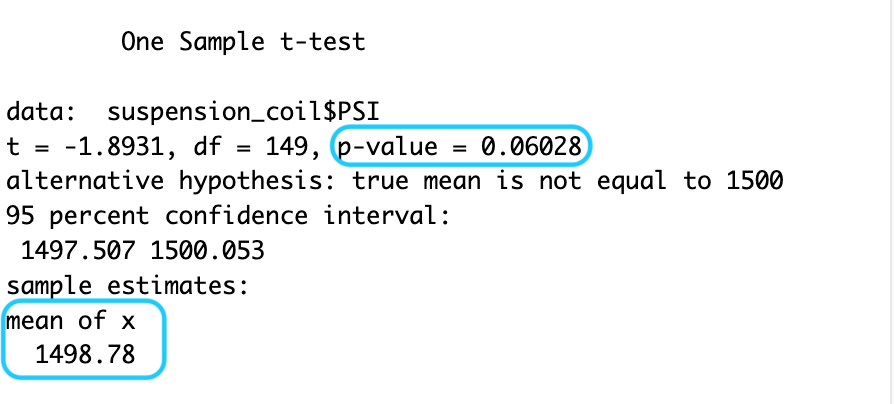 One Sample t-test
data:  suspension_coil$PSI
t = -1.8931, df = 149, p-value = 0.06028
alternative hypothesis: true mean is not equal to 1500
95 percent confidence interval:
 1497.507 1500.053
sample estimates:
mean of x
  1498.78